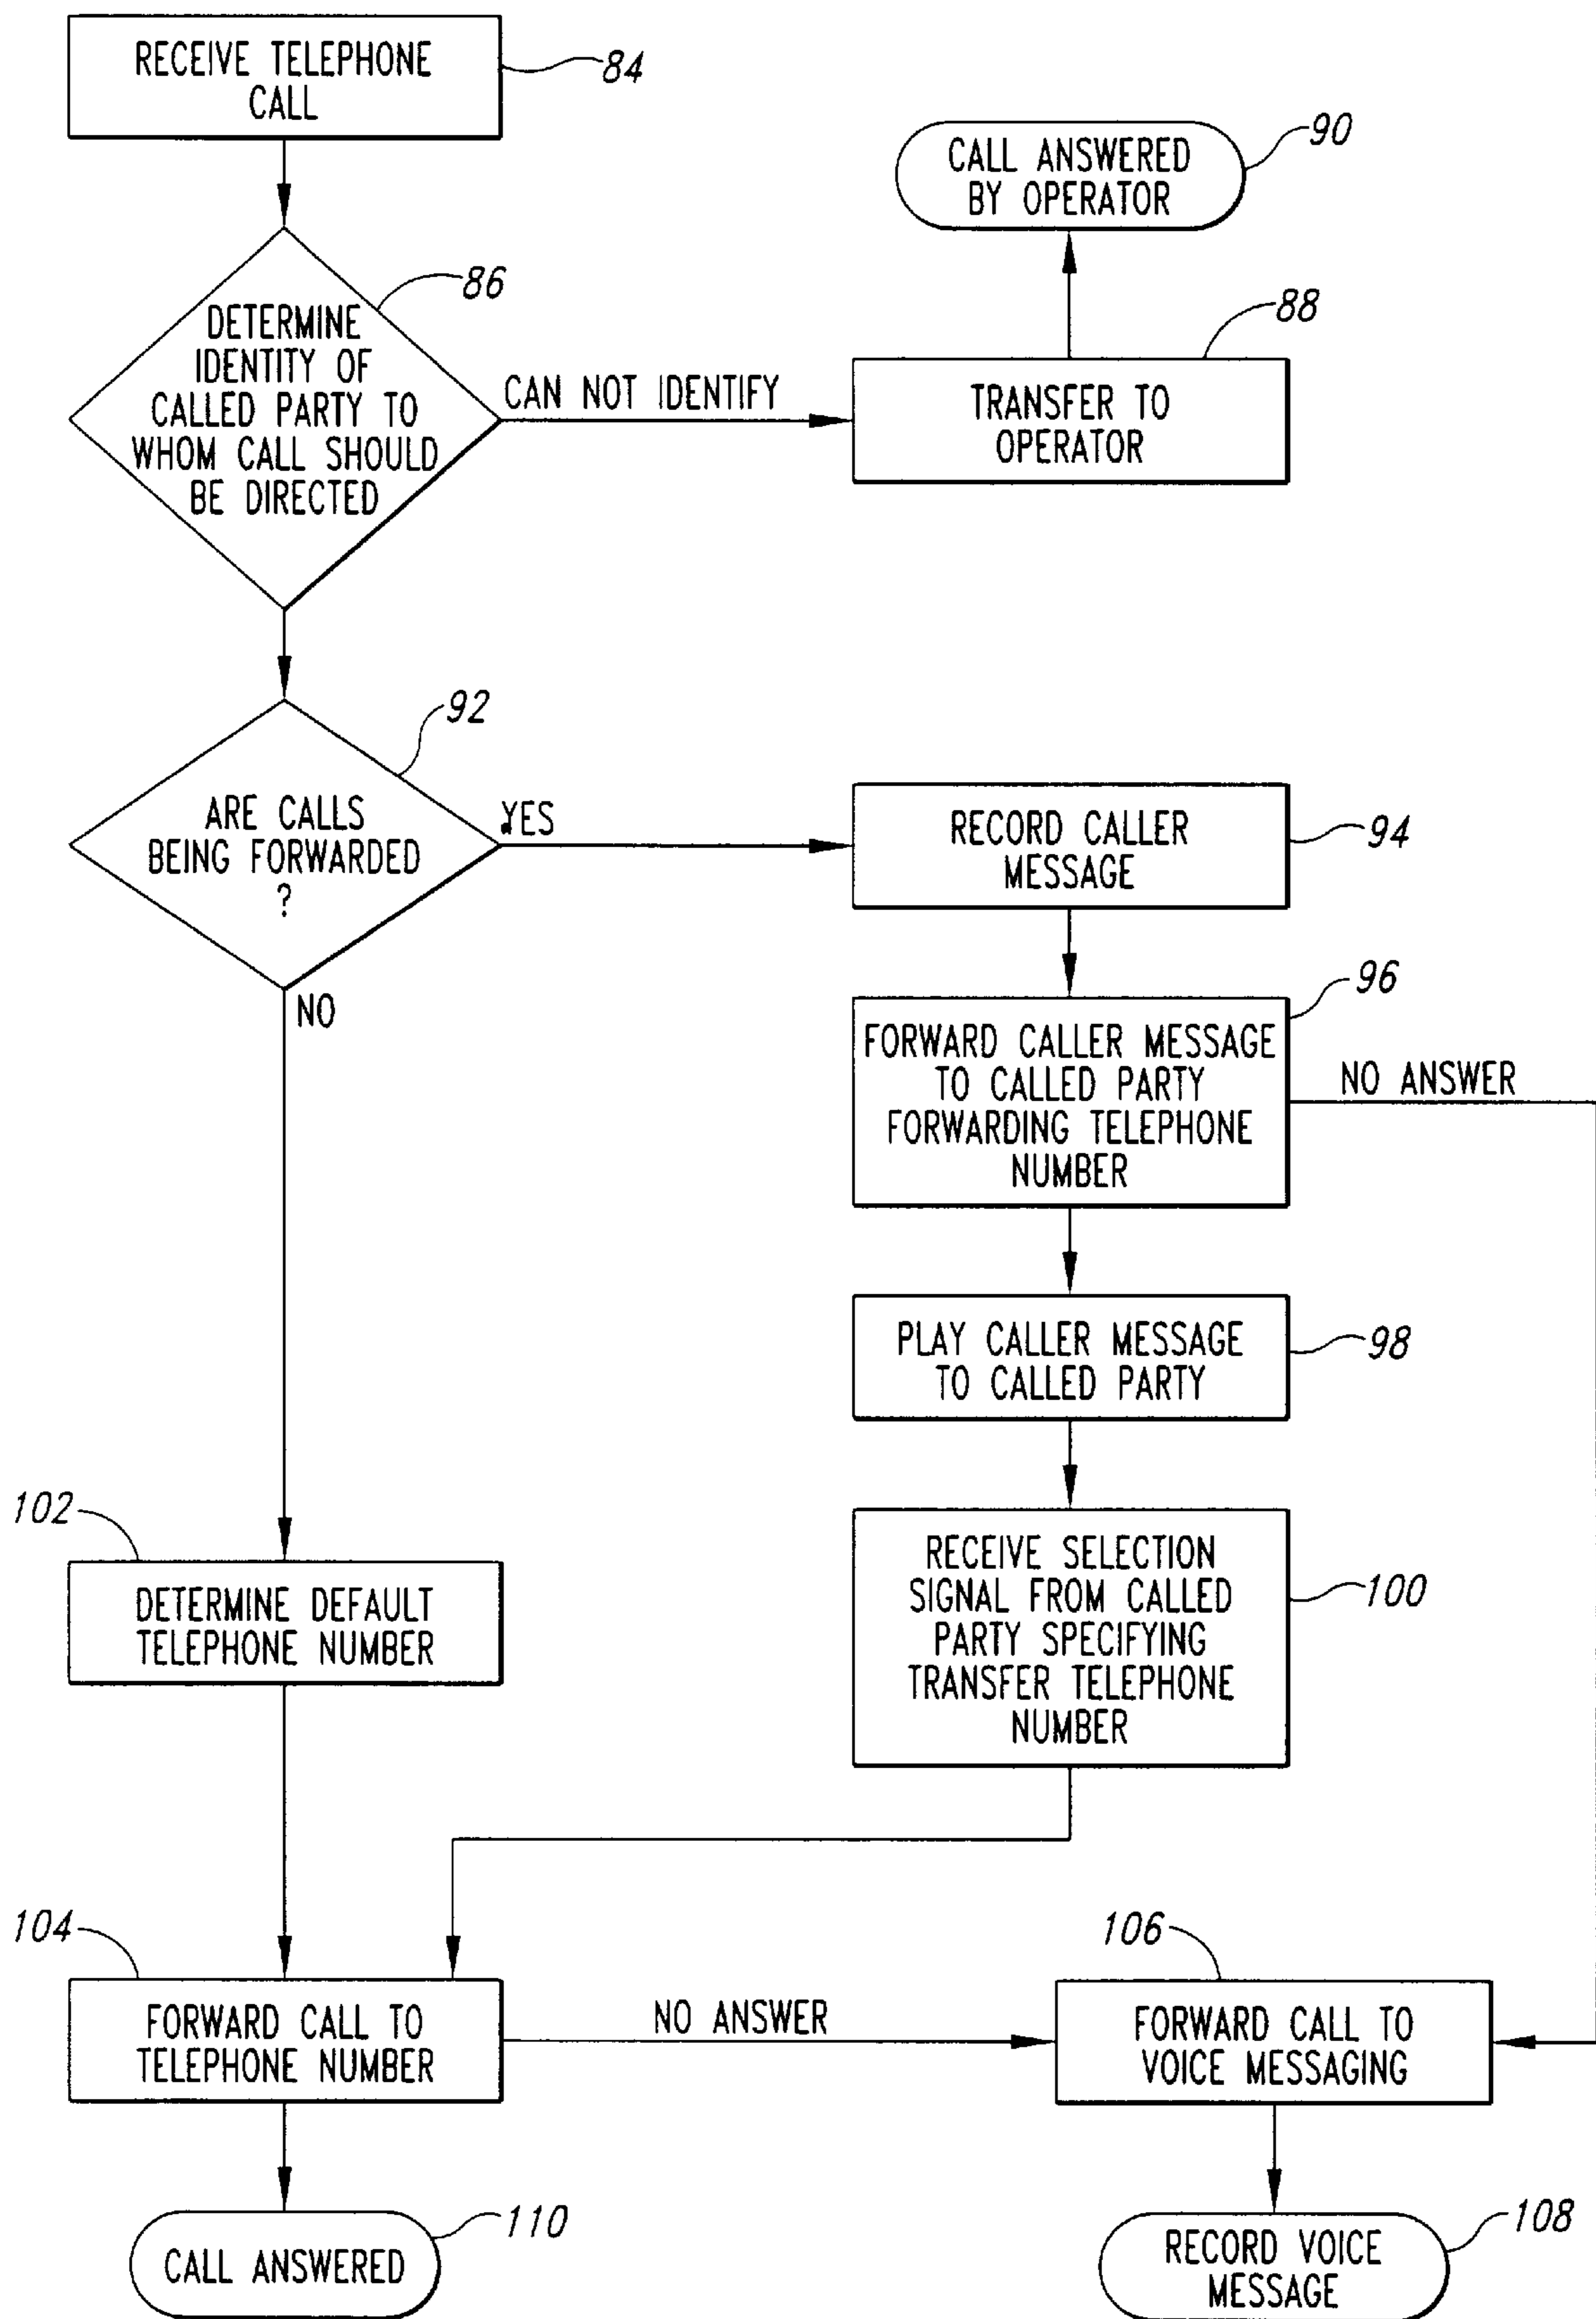 RECEIVE TELEPHONE
CALL
84
CALL ANSWERED
BY OPERATOR
90
DETERMINE
IDENTITY OF
CALLED PARTY TO
WHOM CALL SHOULD
BE DIRECTED
86
CAN NOT IDENTIFY
TRANSFER TO
OPERATOR
88
ARE CALLS
BEING FORWARDED
?
92
YES
NO
RECORD CALLER
MESSAGE
94
FORWARD CALLER MESSAGE
TO CALLED PARTY
FORWARDING TELEPHONE
NUMBER
96
NO ANSWER
PLAY CALLER MESSAGE
TO CALLED PARTY
98
RECEIVE SELECTION
SIGNAL FROM CALLED
PARTY SPECIFYING
TRANSFER TELEPHONE
NUMBER
100
102
DETERMINE DEFAULT
TELEPHONE NUMBER
104
FORWARD CALL TO
TELEPHONE NUMBER
NO ANSWER
106
FORWARD CALL TO
VOICE MESSAGING
CALL ANSWERED
110
RECORD VOICE
MESSAGE
108